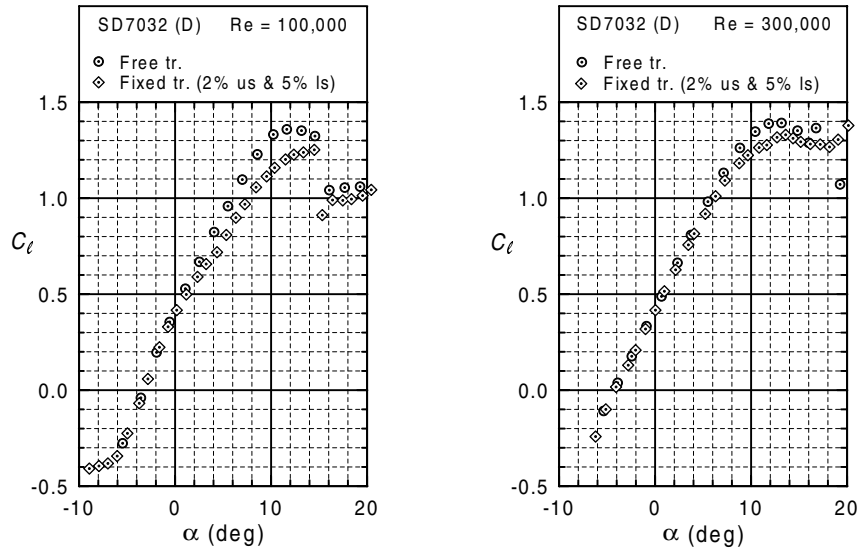 SD7032 (D) Re = 100,000
Free tr.
Fixed tr. (2% us & 5% ls)
1.5
1.0
0.5
0.0
-0.5
Cℓ
-10 0 10 20
α (deg)
SD7032 (D) Re = 300,000
Free tr.
Fixed tr. (2% us & 5% ls)
1.5
1.0
0.5
0.0
-0.5
Cℓ
-10 0 10 20
α (deg)